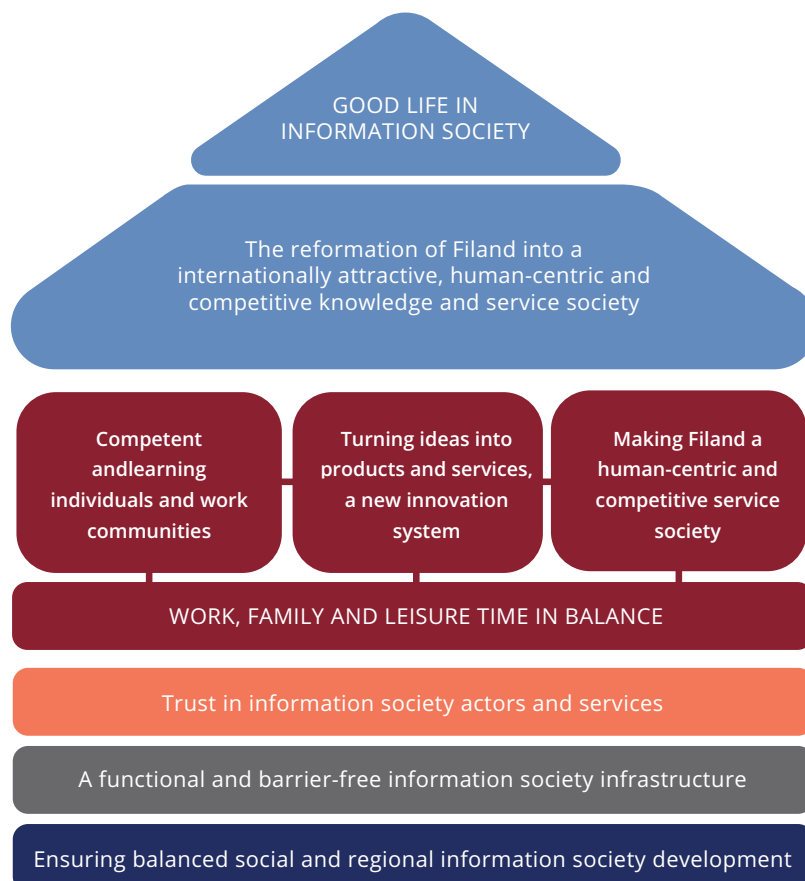 GOOD LIFE IN
INFORMATION SOCIETY
The reformation of Filand into a
internationally attractive, human-centric and
competitive knowledge and service society
Competent
andlearning
individuals and work
communities
Turning ideas into
products and services,
a new innovation
system
Making Filand a
human-centric and
competitive service
society
WORK, FAMILY AND LEISURE TIME IN BALANCE
Trust in information society actors and services
A functional and barrier-free information society infrastructure
Ensuring balanced social and regional information society development